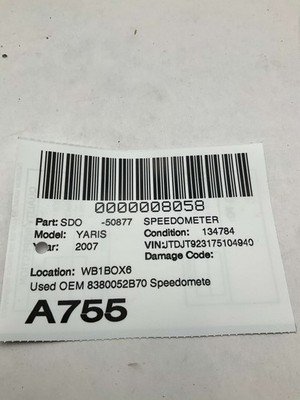 0000008058
Part: SDO -50877 SPEEDOMETER
Model: YARIS Condition: 134784
ar: 2007 VIN:JTDJT923175104940
Damage Code:
Location: WB1BOX6
Used OEM 8380052B70 Speedomete
A755